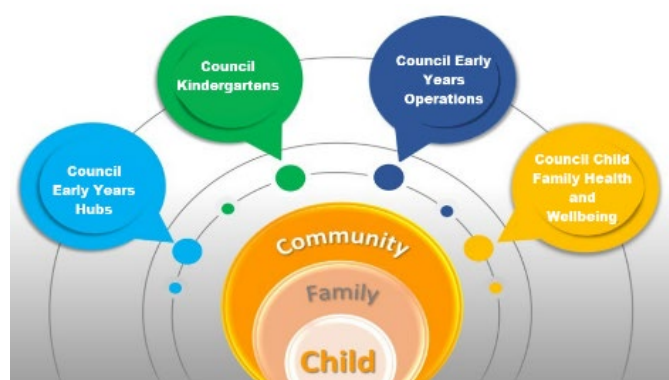 Council
Kindergartens
Council Early
Years
Operations
Council
Early Years
Hubs
Council Child
Family Health
and
Wellbeing
Community
Family
Child